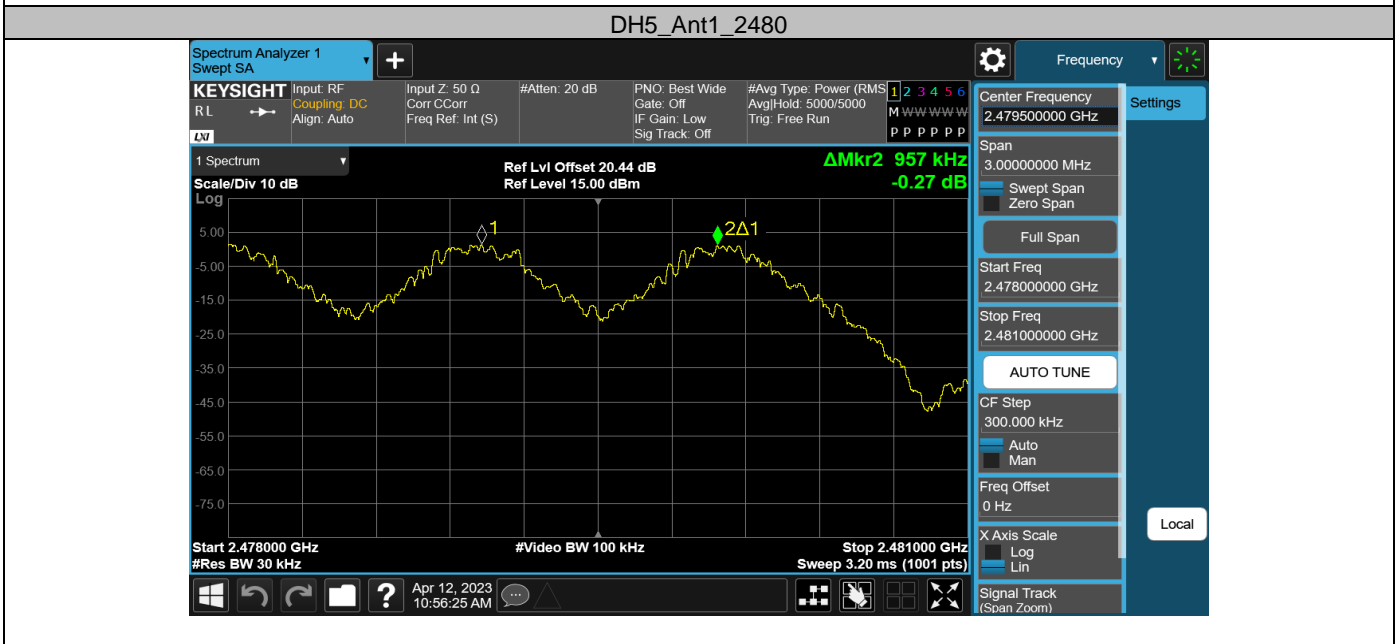 DH5_Ant1_2480
Spectrum Analyzer 1
Swept SA
Frequency
KEYSIGHT
RL
LXI
Input: RF
Coupling: DC
Align: Auto
Input Z: 50 Ω
Corr CCorr
Freq Ref: Int (S)
#Atten: 20 dB
PNO: Best Wide
Gate: Off
IF Gain: Low
Sig Track: Off
#Avg Type: Power (RMS
Avg|Hold: 5000/5000
Trig: Free Run
1 2 3 4 5 6
M W W W W W
P P P P P P
1 Spectrum
Scale/Div 10 dB
Ref Lvl Offset 20.44 dB
Ref Level 15.00 dBm
ΔMkr2 957 kHz
-0.27 dB
Log
5.00
-5.00
-15.0
-25.0
-35.0
-45.0
-55.0
-65.0
-75.0
1
2Δ1
Start 2.478000 GHz
#Res BW 30 kHz
#Video BW 100 kHz
Stop 2.481000 GHz
Sweep 3.20 ms (1001 pts)
Center Frequency
2.479500000 GHz
Span
3.00000000 MHz
Swept Span
Zero Span
Full Span
Start Freq
2.478000000 GHz
Stop Freq
2.481000000 GHz
AUTO TUNE
CF Step
300.000 kHz
Auto
Man
Freq Offset
0 Hz
X Axis Scale
Log
Lin
Signal Track
(Span Zoom)
Settings
Local
?
Apr 12, 2023
10:56:25 AM